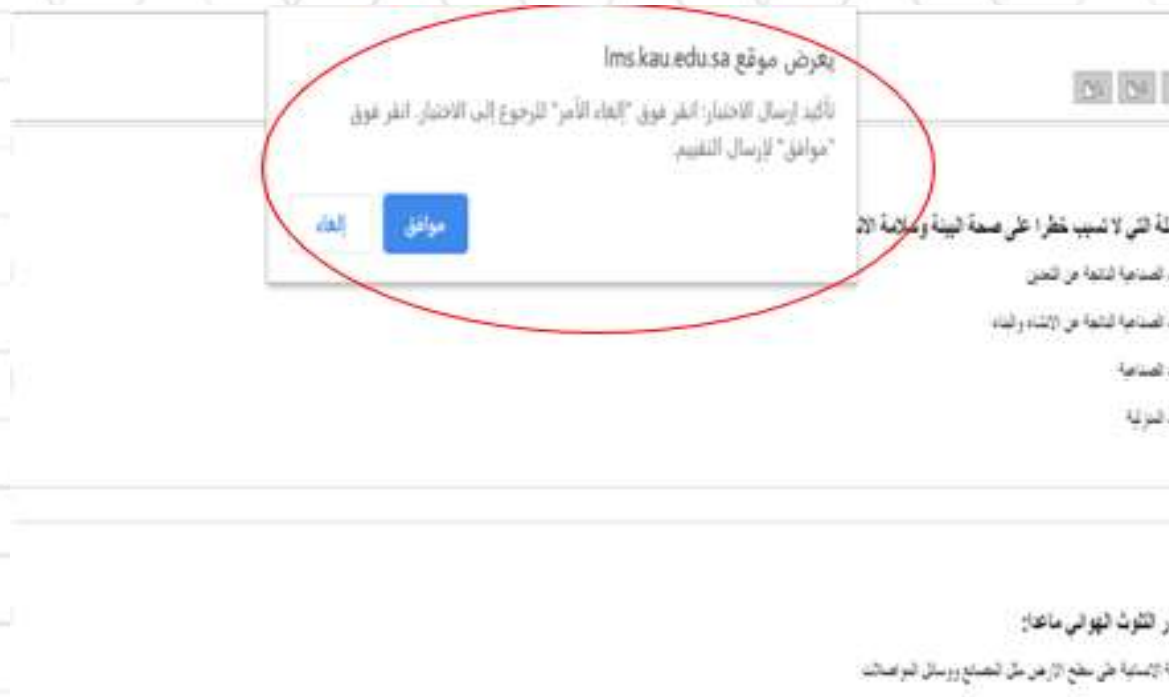 يعرض موقع lms.kau.edu.sa
تأكيد إرسال الاختبار: انقر فوق "إلغاء الأمر" للرجوع إلى الاختبار. انقر فوق
"موافق" لإرسال التقييم.
موافق
إلغاء
التي لا تسبب خطرا على صحة البيئة وسلامة
الصناعية الناتجة عن التعدين
الصناعية الناتجة عن الانشاء والبناء
الصناعية
المنزلية
التلوث الهوائي ماعدا:
على سطح الارض مثل المصانع ووسائل المواصلات